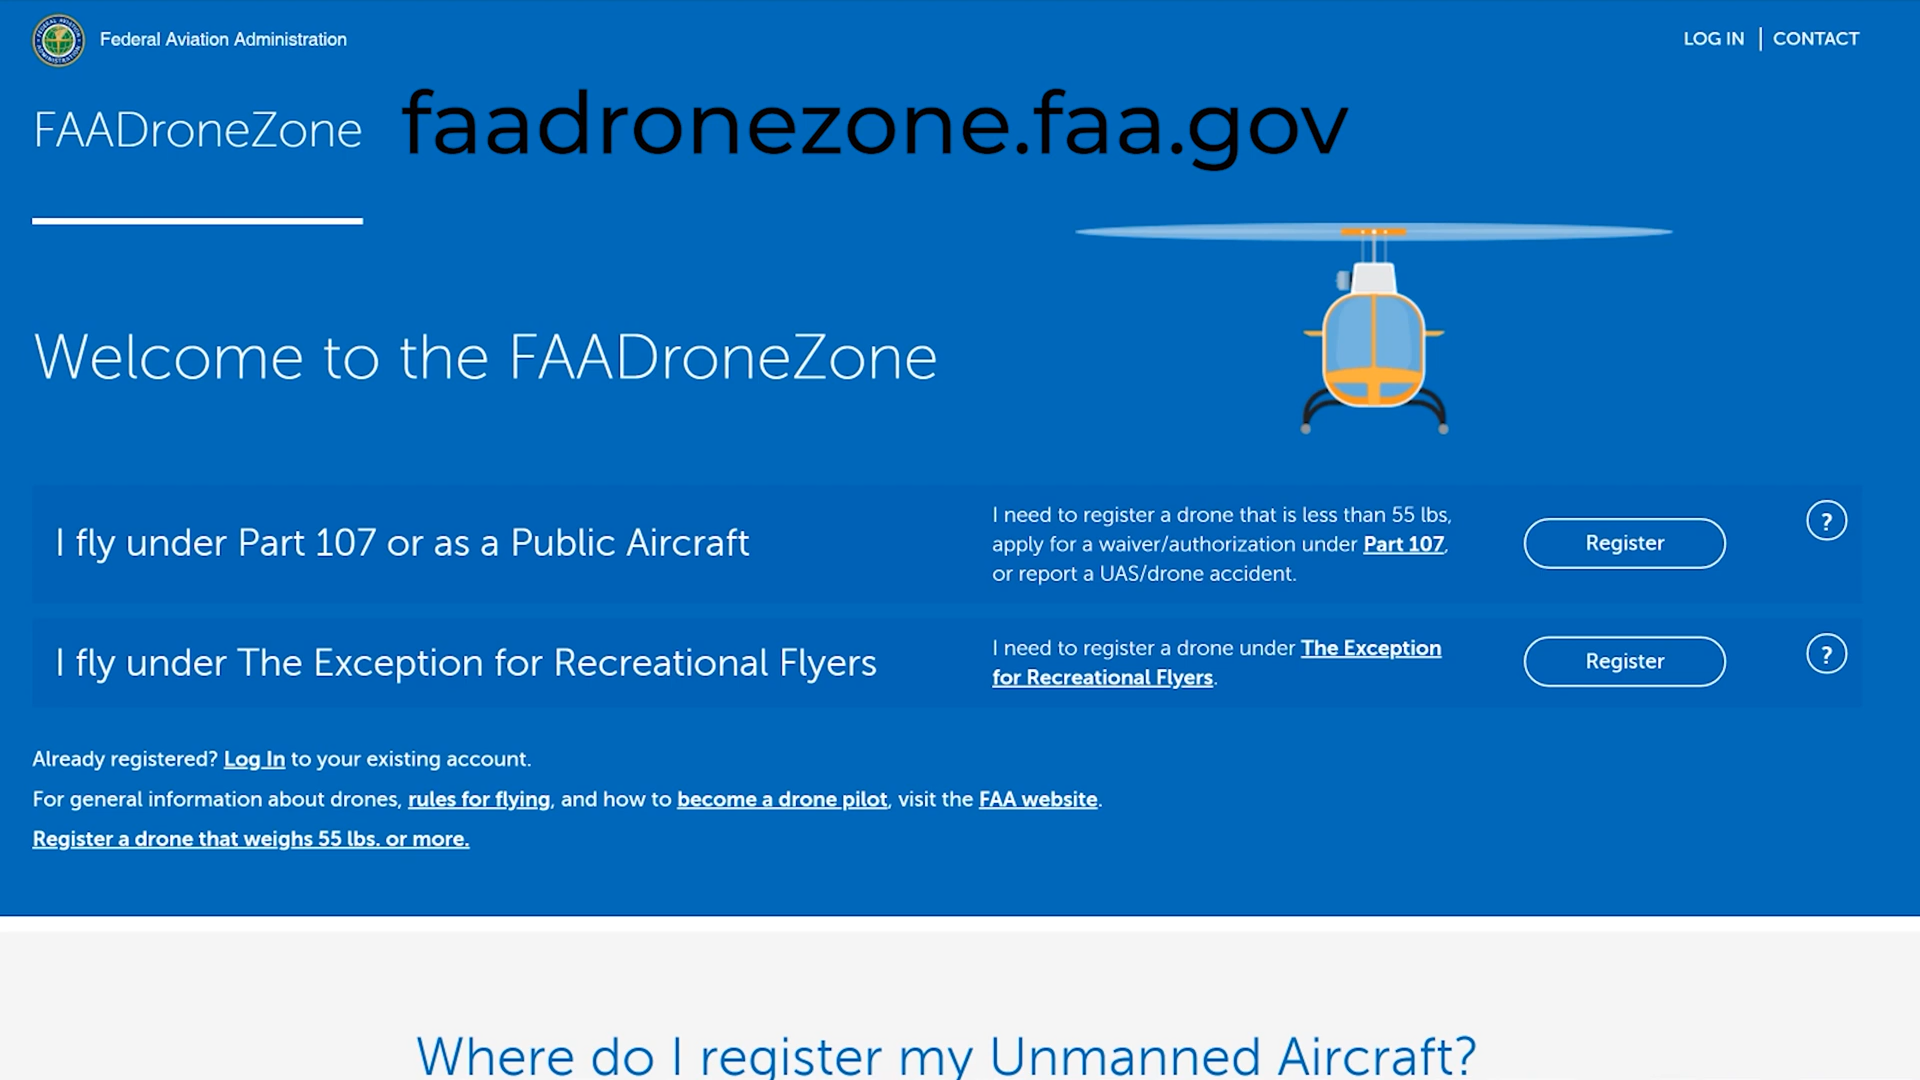 Federal Aviation Administration
LOG IN | CONTACT
FAADroneZone
faadronezone.faa.gov
Welcome to the FAADroneZone
I fly under Part 107 or as a Public Aircraft
I need to register a drone that is less than 55 lbs,
apply for a waiver/authorization under Part 107,
or report a UAS/drone accident.
Register
?
I fly under The Exception for Recreational Flyers
I need to register a drone under The Exception
for Recreational Flyers.
Register
?
Already registered? Log In to your existing account.
For general information about drones, rules for flying, and how to become a drone pilot, visit the FAA website.
Register a drone that weighs 55 lbs. or more.
Where do I register my Unmanned Aircraft?